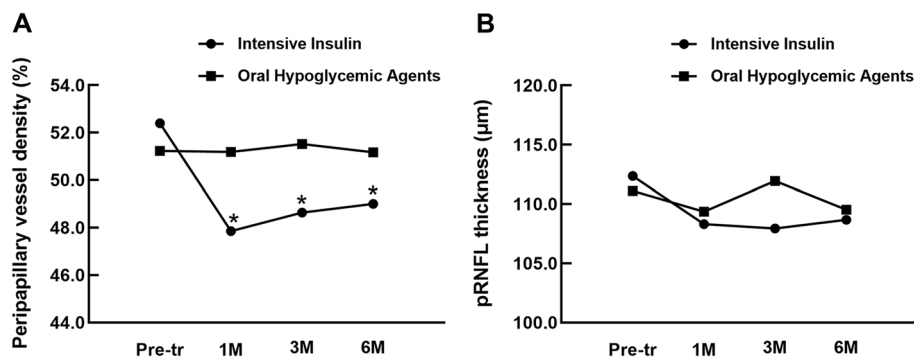 A
Intensive Insulin
Oral Hypoglycemic Agents
Peripapillary vessel density (%)
54.0
52.0
50.0
48.0
46.0
44.0
*
*
*
Pre-tr 1M 3M 6M
B
Intensive Insulin
Oral Hypoglycemic Agents
pRNFL thickness (μm)
120.0
115.0
110.0
105.0
100.0
Pre-tr 1M 3M 6M